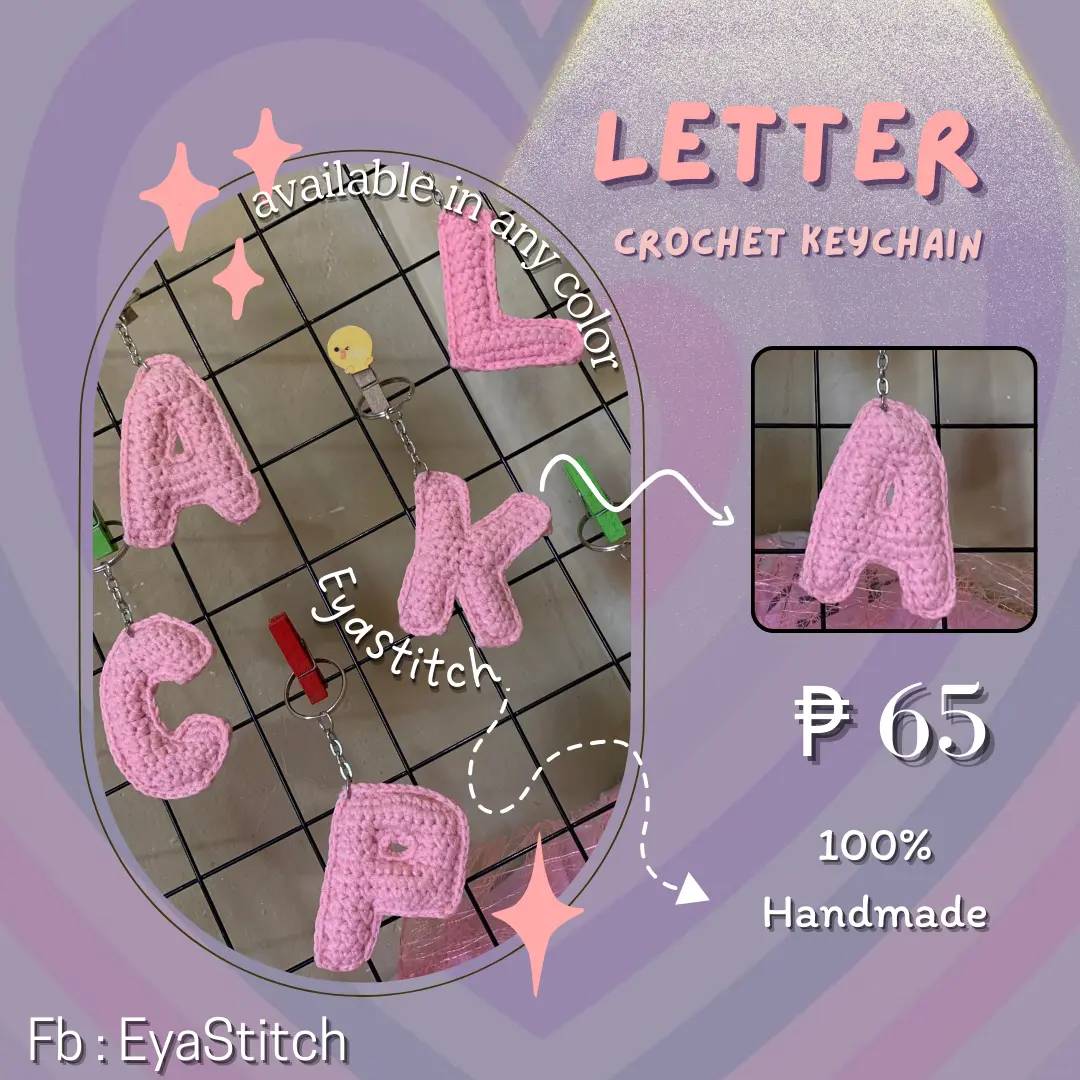 LETTER
CROCHET KEYCHAIN
available in any color
L
A
K
A
Eyastitch
C
P
₱ 65
100%
Handmade
Fb : EyaStitch